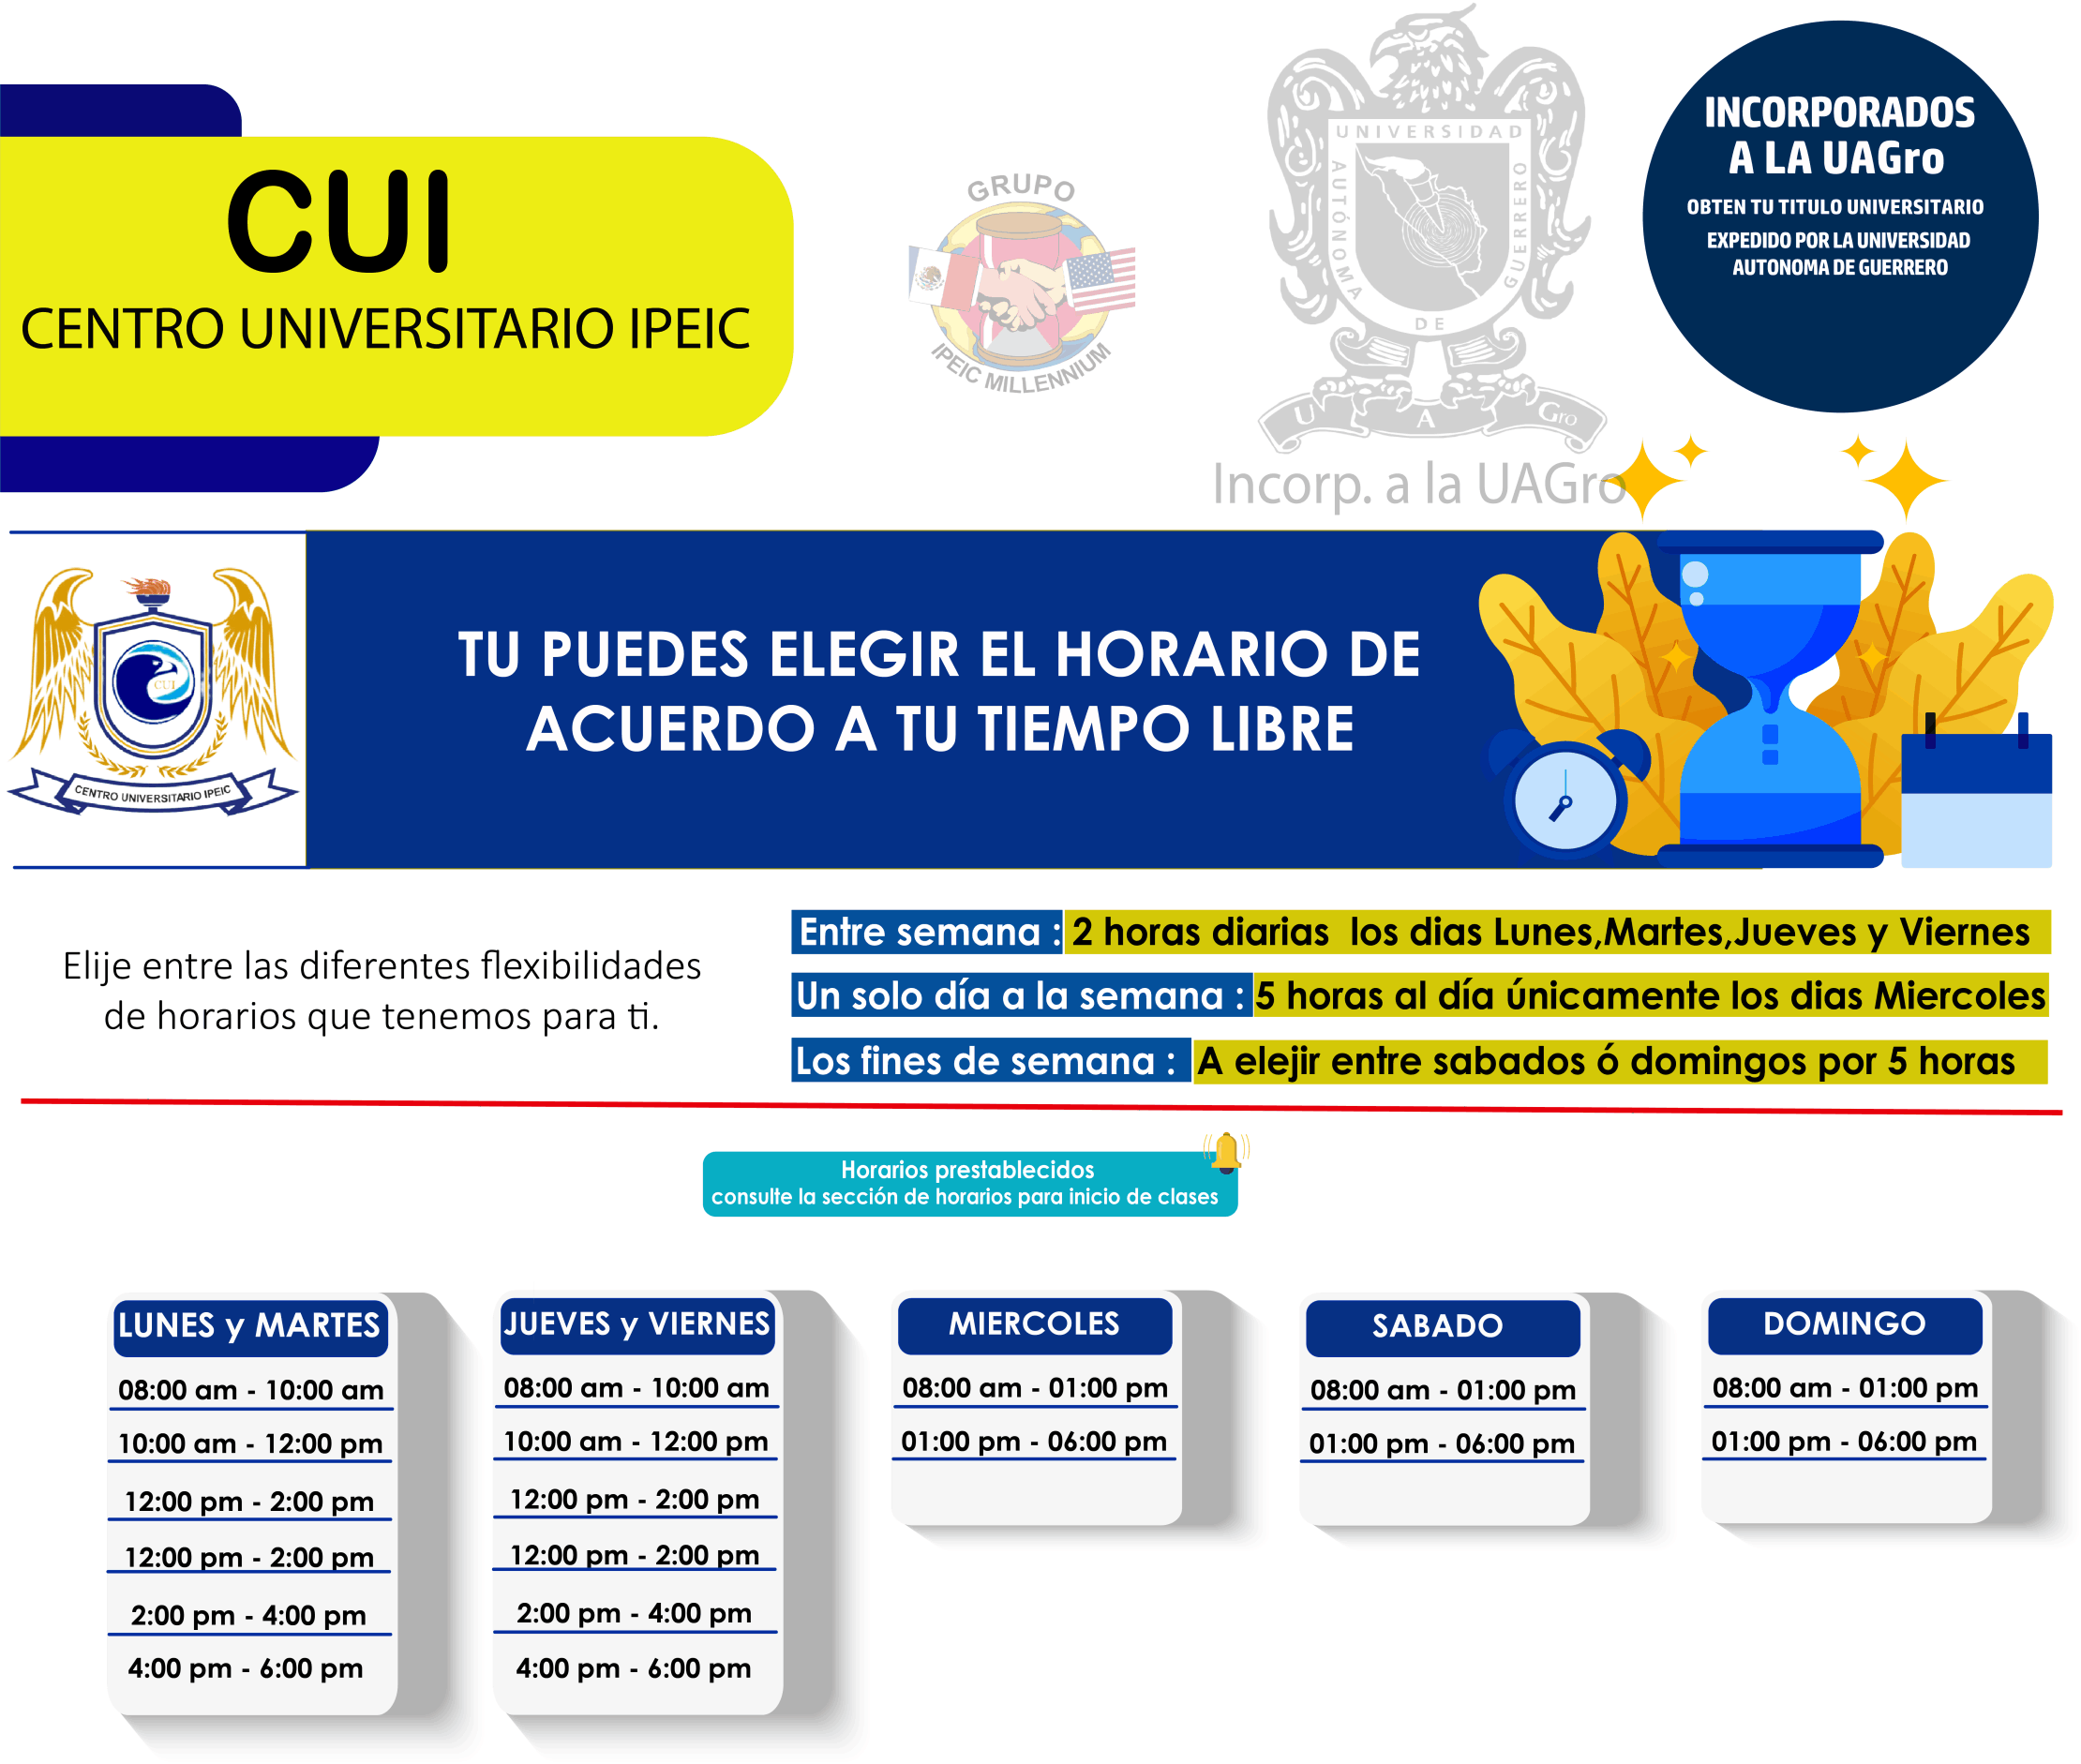 CUI
CENTRO UNIVERSITARIO IPEIC
GRUPO
IPEIC MILLENNIUM
UNIVERSIDAD
AUTÓNOMA
DE
GUERRERO
U A Gro
Incorp. a la UAGro
INCORPORADOS
A LA UAGro
OBTEN TU TITULO UNIVERSITARIO
EXPEDIDO POR LA UNIVERSIDAD
AUTONOMA DE GUERRERO
CUI
CENTRO UNIVERSITARIO IPEIC
TU PUEDES ELEGIR EL HORARIO DE
ACUERDO A TU TIEMPO LIBRE
Elije entre las diferentes flexibilidades
de horarios que tenemos para ti.
Entre semana : 2 horas diarias los dias Lunes,Martes,Jueves y Viernes
Un solo día a la semana : 5 horas al día únicamente los dias Miercoles
Los fines de semana : A elejir entre sabados ó domingos por 5 horas
Horarios prestablecidos
consulte la sección de horarios para inicio de clases
LUNES y MARTES
08:00 am - 10:00 am
10:00 am - 12:00 pm
12:00 pm - 2:00 pm
12:00 pm - 2:00 pm
2:00 pm - 4:00 pm
4:00 pm - 6:00 pm
JUEVES y VIERNES
08:00 am - 10:00 am
10:00 am - 12:00 pm
12:00 pm - 2:00 pm
12:00 pm - 2:00 pm
2:00 pm - 4:00 pm
4:00 pm - 6:00 pm
MIERCOLES
08:00 am - 01:00 pm
01:00 pm - 06:00 pm
SABADO
08:00 am - 01:00 pm
01:00 pm - 06:00 pm
DOMINGO
08:00 am - 01:00 pm
01:00 pm - 06:00 pm